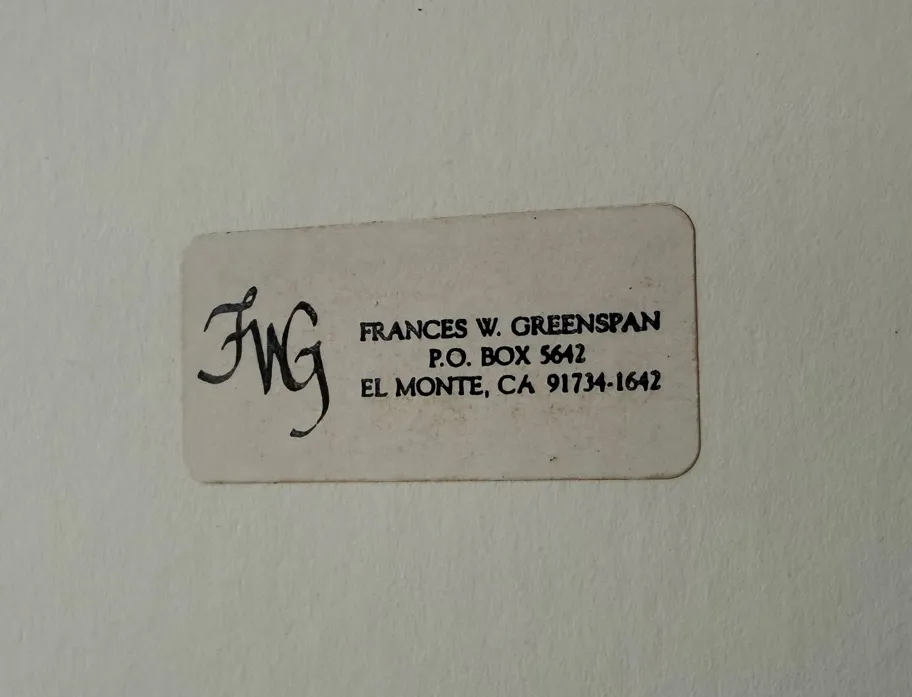 FWG
FRANCES W. GREENSPAN
P.O. BOX 5642
EL MONTE, CA 91734-1642